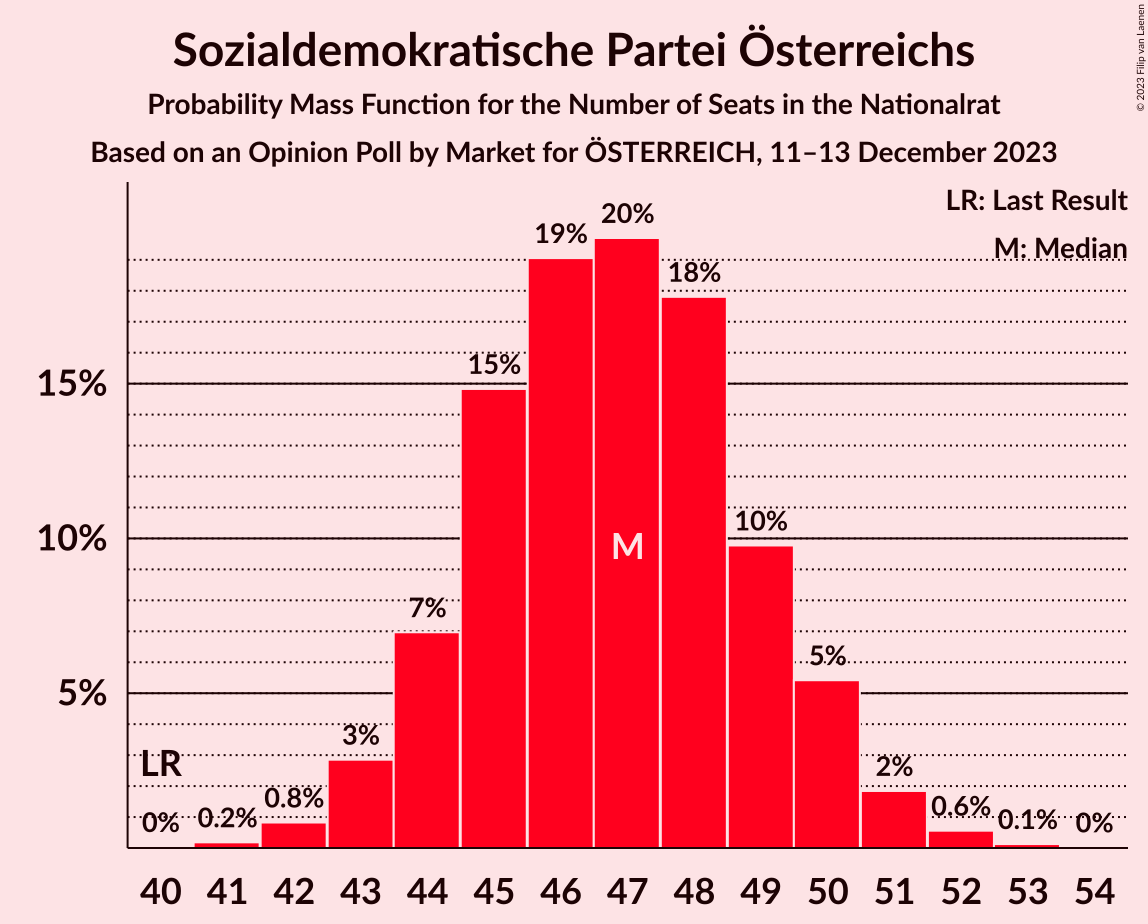 Sozialdemokratische Partei Österreichs
Probability Mass Function for the Number of Seats in the Nationalrat
Based on an Opinion Poll by Market for ÖSTERREICH, 11–13 December 2023
© 2023 Filip van Laenen
LR: Last Result
M: Median
20%
19%
18%
15%
15%
10%
10%
M
7%
5%
5%
3%
LR
2%
0% 0.2% 0.8% 0.6% 0.1% 0%
40 41 42 43 44 45 46 47 48 49 50 51 52 53 54